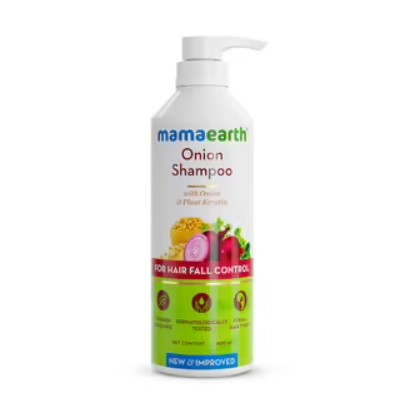 mamaearth
Onion
Shampoo
with Onion
& Plant Keratin
FOR HAIR FALL CONTROL
DERMATOLOGICALLY
TESTED
NET CONTENT
NEW & IMPROVED